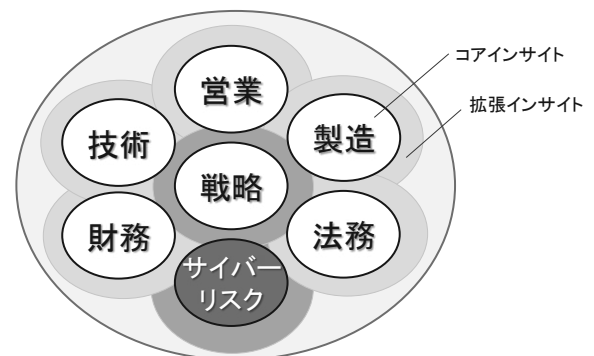 営業
コアインサイト
拡張インサイト
技術
製造
戦略
財務
法務
サイバー
リスク